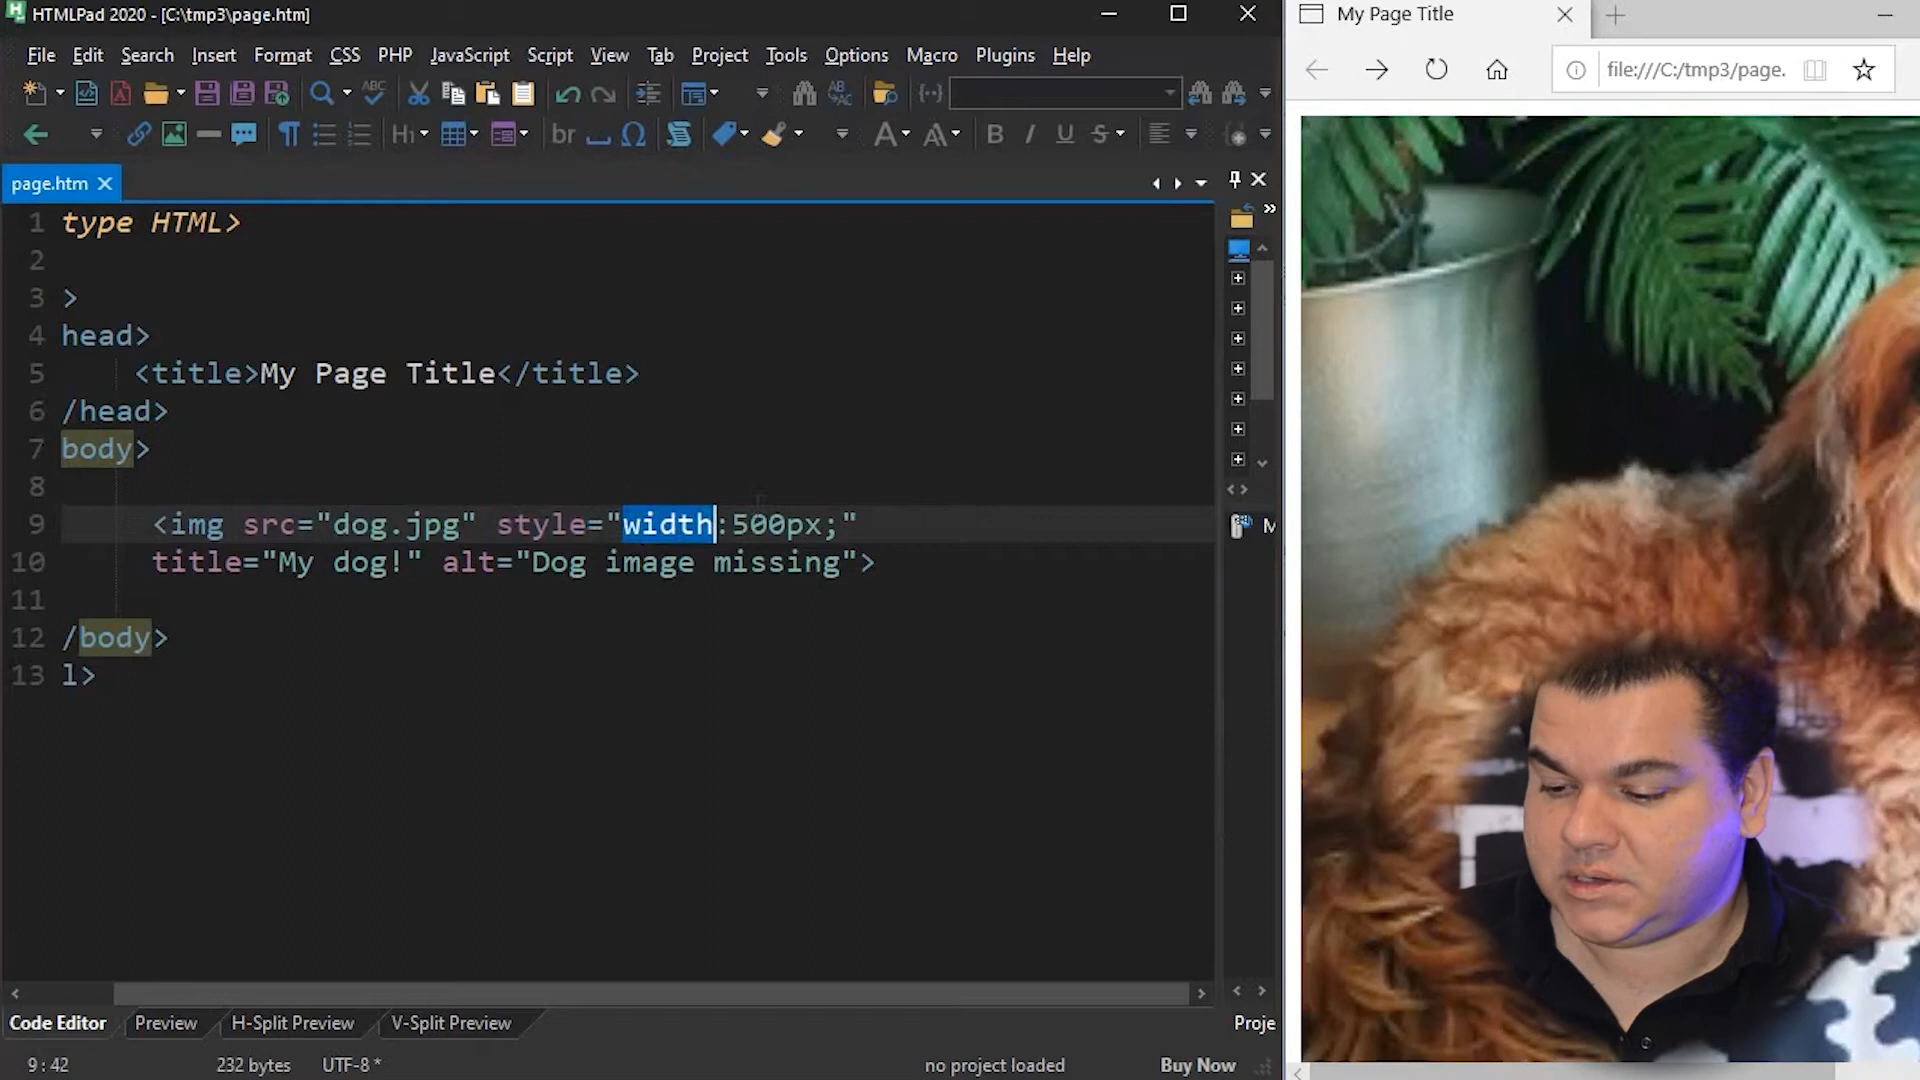 HTMLPad 2020 - [C:\tmp3\page.htm]
File Edit Search Insert Format CSS PHP JavaScript Script View Tab Project Tools Options Macro Plugins Help
ABC
H1 br Ω A A B I U S
page.htm
1 type HTML>
2
3 >
4 head>
5 <title>My Page Title</title>
6 /head>
7 body>
8
9 <img src="dog.jpg" style="width:500px;"
10 title="My dog!" alt="Dog image missing">
11
12 /body>
13 l>
M
Code Editor Preview H-Split Preview V-Split Preview
Proje
9:42 232 bytes UTF-8 * no project loaded Buy Now
My Page Title
file:///C:/tmp3/page.